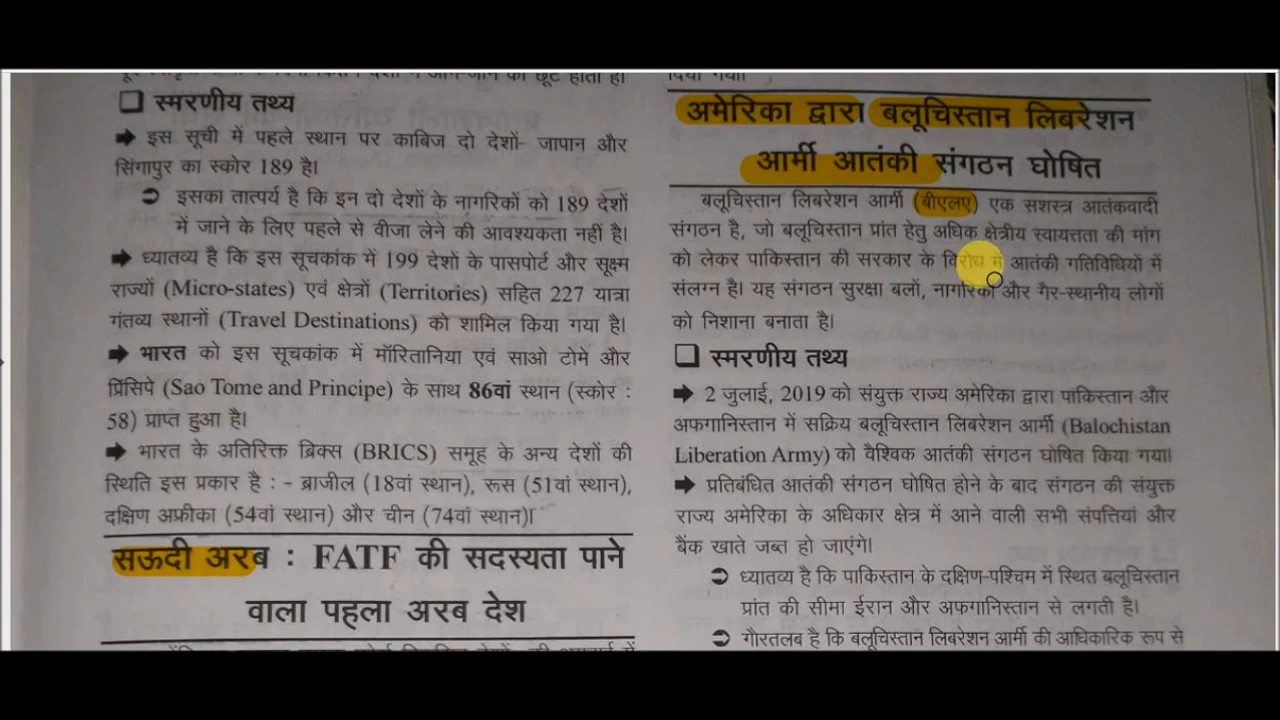 ❑ स्मरणीय तथ्य
➡ इस सूची में पहले स्थान पर काबिज दो देशों- जापान और
सिंगापुर का स्कोर 189 है।
➲ इसका तात्पर्य है कि इन दो देशों के नागरिकों को 189 देशों
में जाने के लिए पहले से वीजा लेने की आवश्यकता नहीं है।
➡ ध्यातव्य है कि इस सूचकांक में 199 देशों के पासपोर्ट और सूक्ष्म
राज्यों (Micro-states) एवं क्षेत्रों (Territories) सहित 227 यात्रा
गंतव्य स्थानों (Travel Destinations) को शामिल किया गया है।
➡ भारत को इस सूचकांक में मॉरितानिया एवं साओ टोमे और
प्रिंसिपे (Sao Tome and Principe) के साथ 86वां स्थान (स्कोर :
58) प्राप्त हुआ है।
➡ भारत के अतिरिक्त ब्रिक्स (BRICS) समूह के अन्य देशों की
स्थिति इस प्रकार है : - ब्राजील (18वां स्थान), रूस (51वां स्थान),
दक्षिण अफ्रीका (54वां स्थान) और चीन (74वां स्थान)।
सऊदी अरब : FATF की सदस्यता पाने
वाला पहला अरब देश
दिया गया।
अमेरिका द्वारा बलूचिस्तान लिबरेशन
आर्मी आतंकी संगठन घोषित
बलूचिस्तान लिबरेशन आर्मी (बीएलए) एक सशस्त्र आतंकवादी
संगठन है, जो बलूचिस्तान प्रांत हेतु अधिक क्षेत्रीय स्वायत्तता की मांग
को लेकर पाकिस्तान की सरकार के विरोध में आतंकी गतिविधियों में
संलग्न है। यह संगठन सुरक्षा बलों, नागरिकों और गैर-स्थानीय लोगों
को निशाना बनाता है।
❑ स्मरणीय तथ्य
➡ 2 जुलाई, 2019 को संयुक्त राज्य अमेरिका द्वारा पाकिस्तान और
अफगानिस्तान में सक्रिय बलूचिस्तान लिबरेशन आर्मी (Balochistan
Liberation Army) को वैश्विक आतंकी संगठन घोषित किया गया।
➡ प्रतिबंधित आतंकी संगठन घोषित होने के बाद संगठन की संयुक्त
राज्य अमेरिका के अधिकार क्षेत्र में आने वाली सभी संपत्तियां और
बैंक खाते जब्त हो जाएंगे।
➲ ध्यातव्य है कि पाकिस्तान के दक्षिण-पश्चिम में स्थित बलूचिस्तान
प्रांत की सीमा ईरान और अफगानिस्तान से लगती है।
➲ गौरतलब है कि बलूचिस्तान लिबरेशन आर्मी की आधिकारिक रूप से